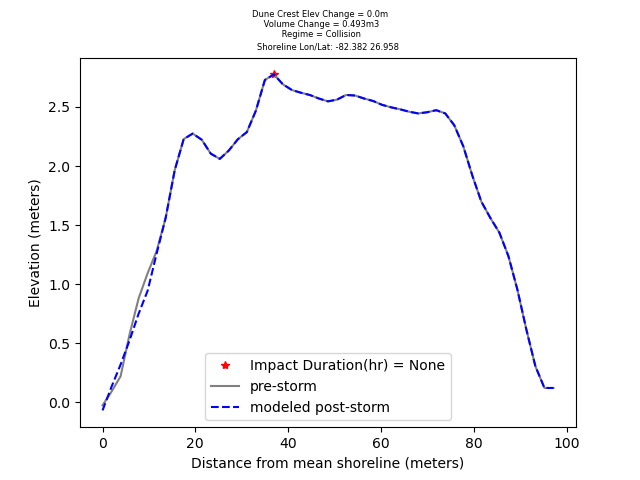 Dune Crest Elev Change = 0.0m
Volume Change = 0.493m3
Regime = Collision
Shoreline Lon/Lat: -82.382 26.958
2.5
2.0
1.5
1.0
0.5
0.0
Elevation (meters)
Impact Duration(hr) = None
pre-storm
modeled post-storm
0 20 40 60 80 100
Distance from mean shoreline (meters)